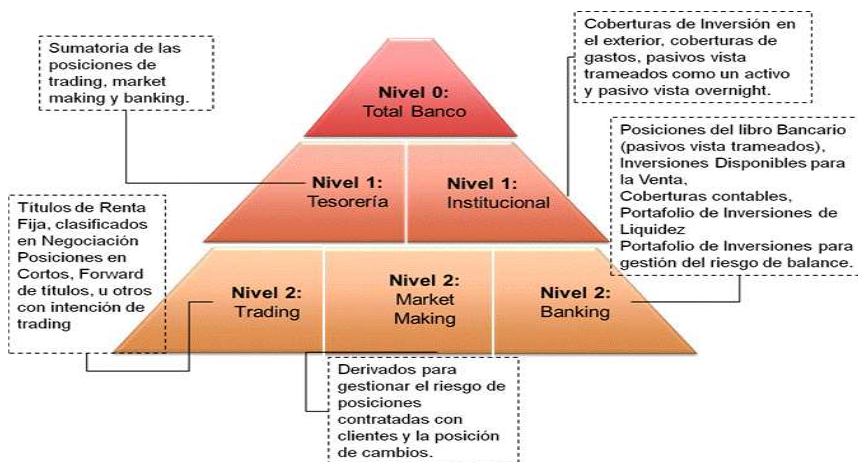 Sumatoria de las
posiciones de
trading, market
making y banking.
Coberturas de Inversión en
el exterior, coberturas de
gastos, pasivos vista
trameados como un activo
y pasivo vista overnight.
Nivel 0:
Total Banco
Nivel 1:
Tesorería
Nivel 1:
Institucional
Posiciones del libro Bancario
(pasivos vista trameados),
Inversiones Disponibles para
la Venta,
Coberturas contables,
Portafolio de Inversiones de
Liquidez
Portafolio de Inversiones para
gestión del riesgo de balance.
Títulos de Renta
Fija, clasificados
en Negociación
Posiciones en
Cortos, Forward
de títulos, u otros
con intención de
trading
Nivel 2:
Trading
Nivel 2:
Market
Making
Nivel 2:
Banking
Derivados para
gestionar el riesgo de
posiciones
contratadas con
clientes y la posición
de cambios.